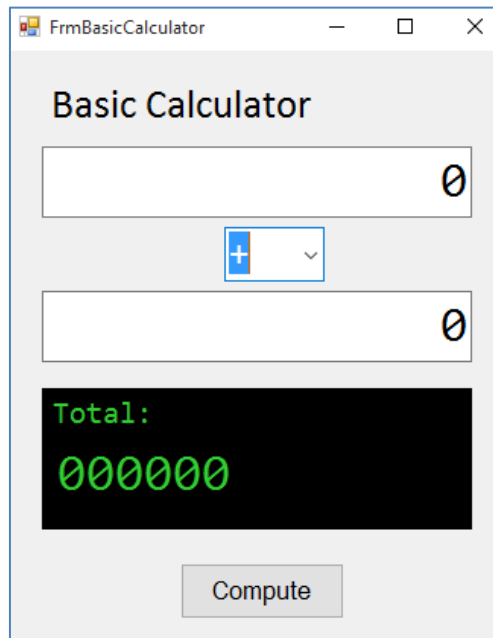 FrmBasicCalculator
Basic Calculator
0
+
0
Total:
000000
Compute